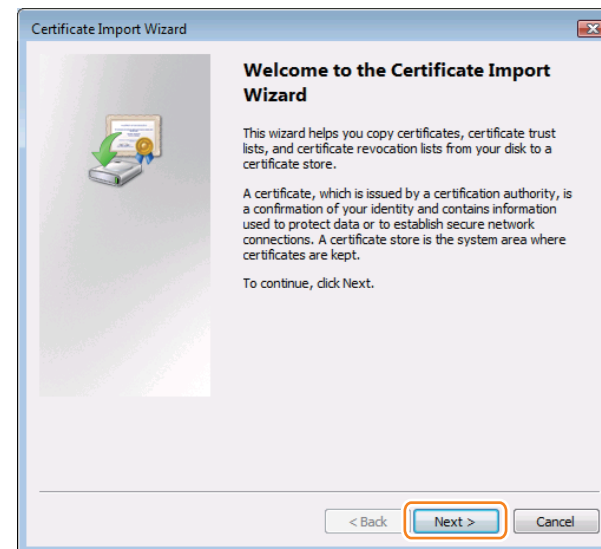 Certificate Import Wizard
Welcome to the Certificate Import
Wizard
This wizard helps you copy certificates, certificate trust
lists, and certificate revocation lists from your disk to a
certificate store.
A certificate, which is issued by a certification authority, is
a confirmation of your identity and contains information
used to protect data or to establish secure network
connections. A certificate store is the system area where
certificates are kept.
To continue, click Next.
< Back Next > Cancel